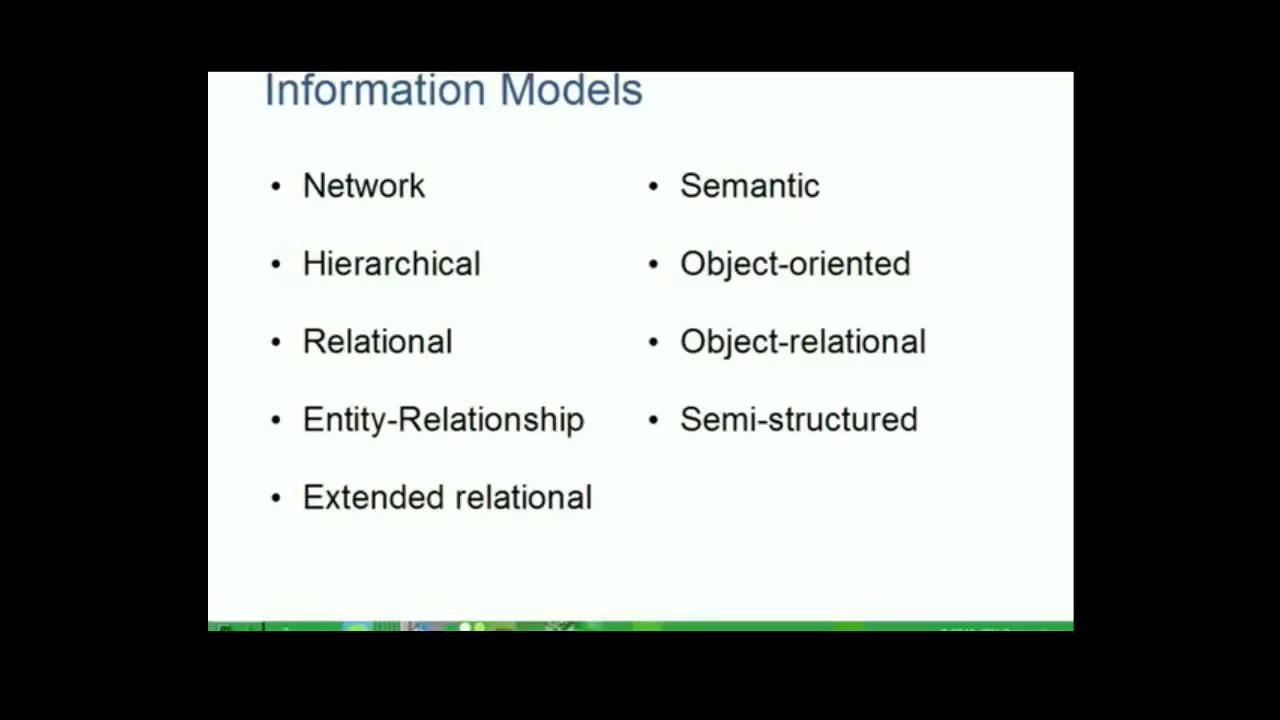 Information Models
• Network
• Hierarchical
• Relational
• Entity-Relationship
• Extended relational
• Semantic
• Object-oriented
• Object-relational
• Semi-structured